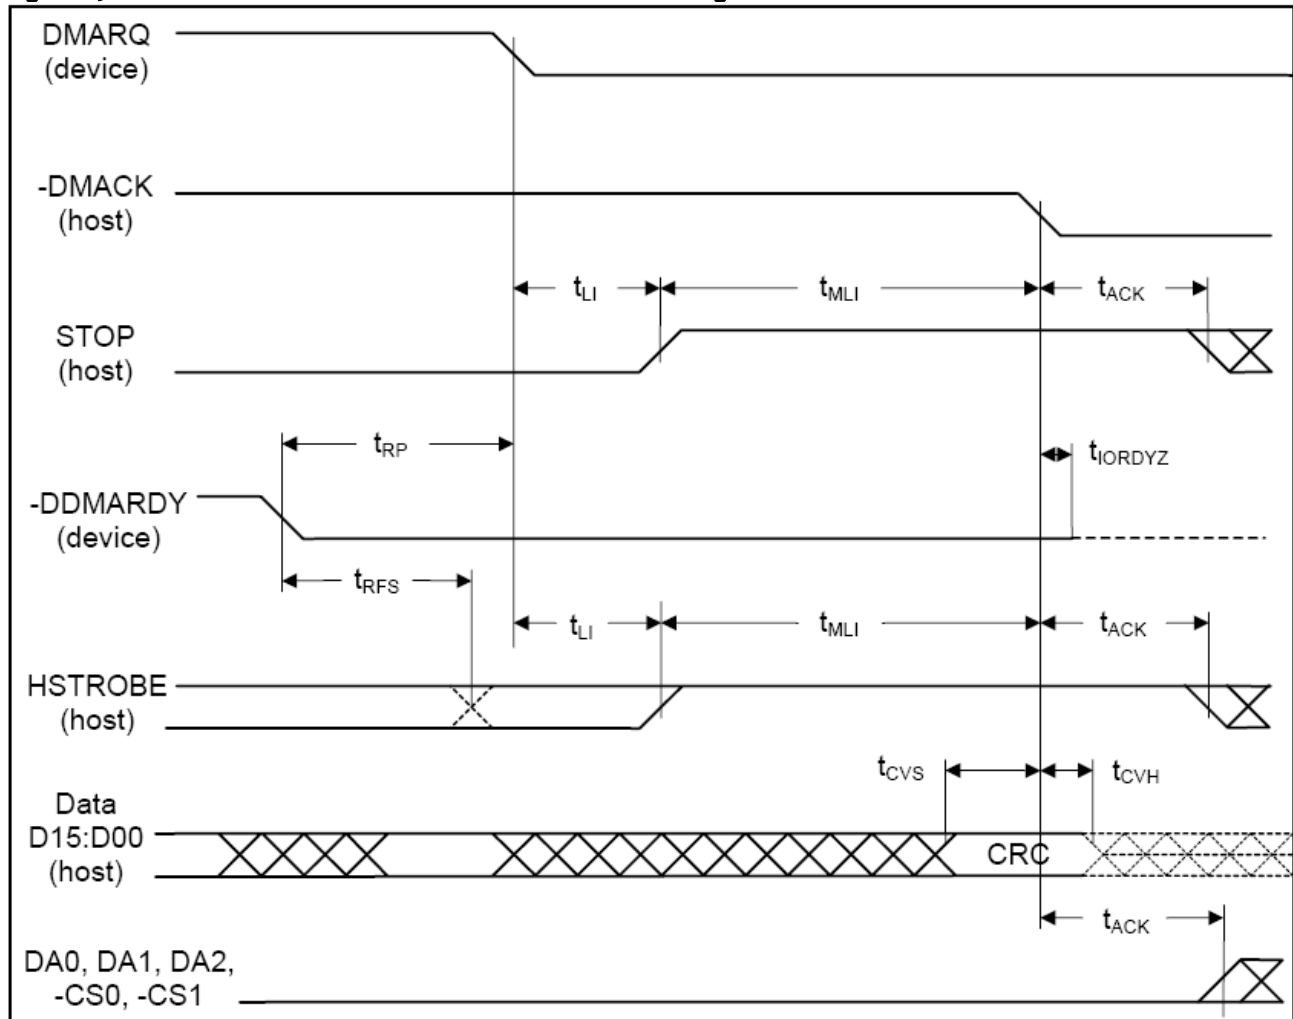 DMARQ
(device)
-DMACK
(host)
tLI tMLI tACK
STOP
(host)
tRP
tIORDYZ
-DDMARDY
(device)
tRFS
tLI tMLI tACK
HSTROBE
(host)
tCVS tCVH
Data
D15:D00
(host)
CRC
tACK
DA0, DA1, DA2,
-CS0, -CS1